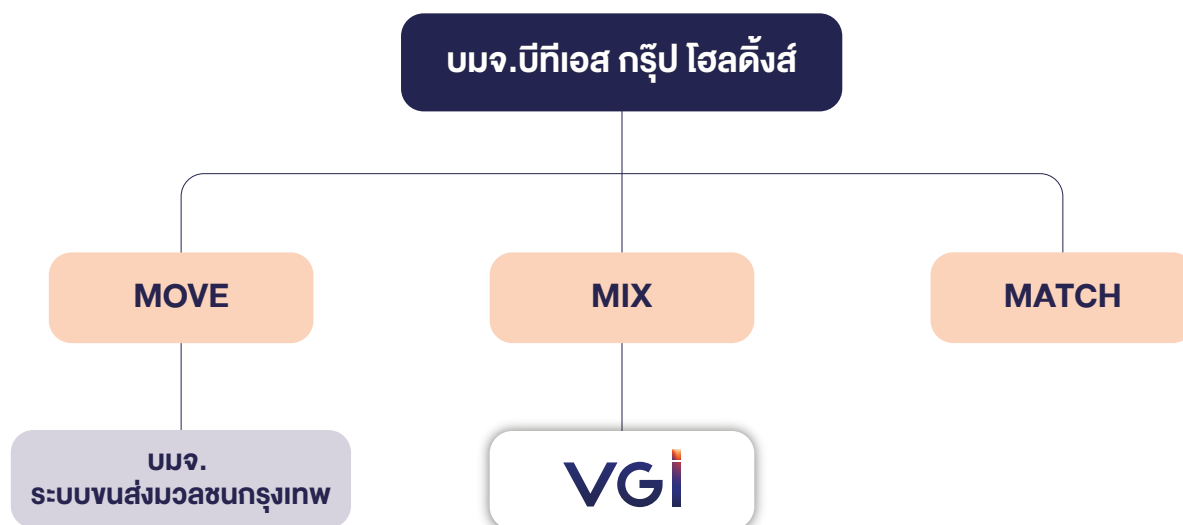 บมจ.บีทีเอส กรุ๊ป โฮลดิ้งส์
MOVE
MIX
MATCH
บมจ.
ระบบขนส่งมวลชนกรุงเทพ
VGI